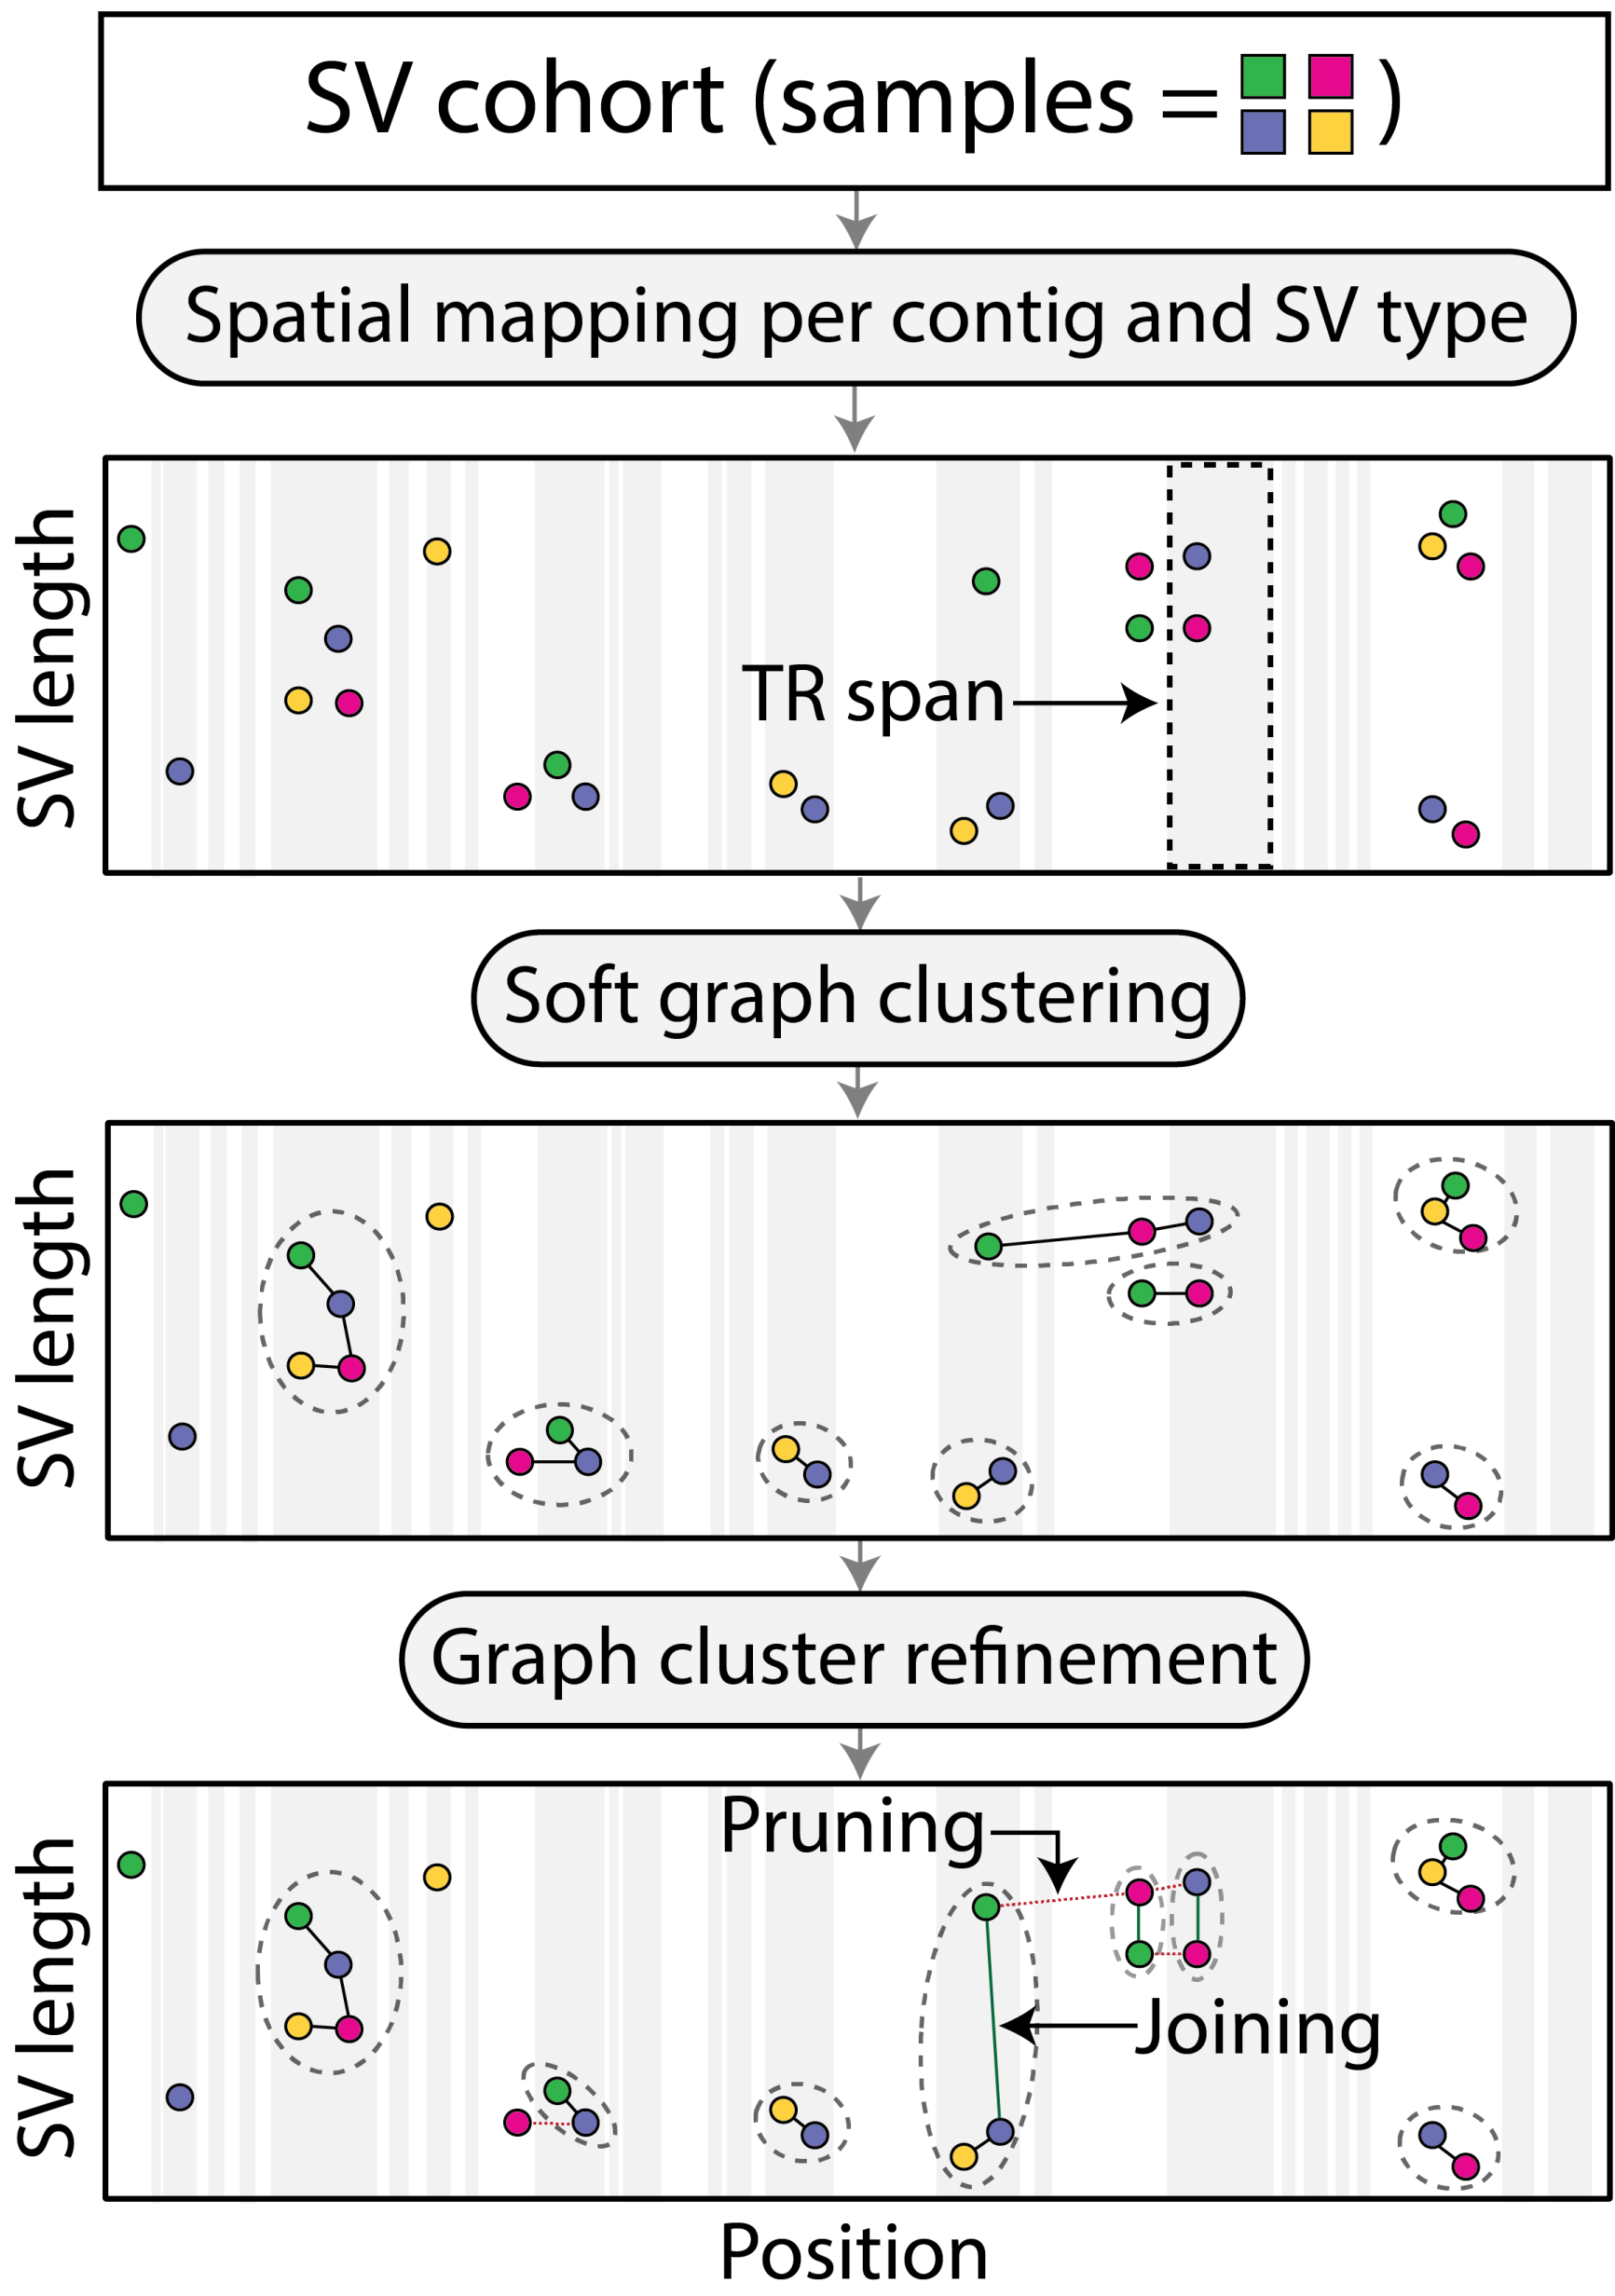 SV cohort (samples = )
Spatial mapping per contig and SV type
SV length
TR span
Soft graph clustering
SV length
Graph cluster refinement
SV length
Pruning
Joining
Position